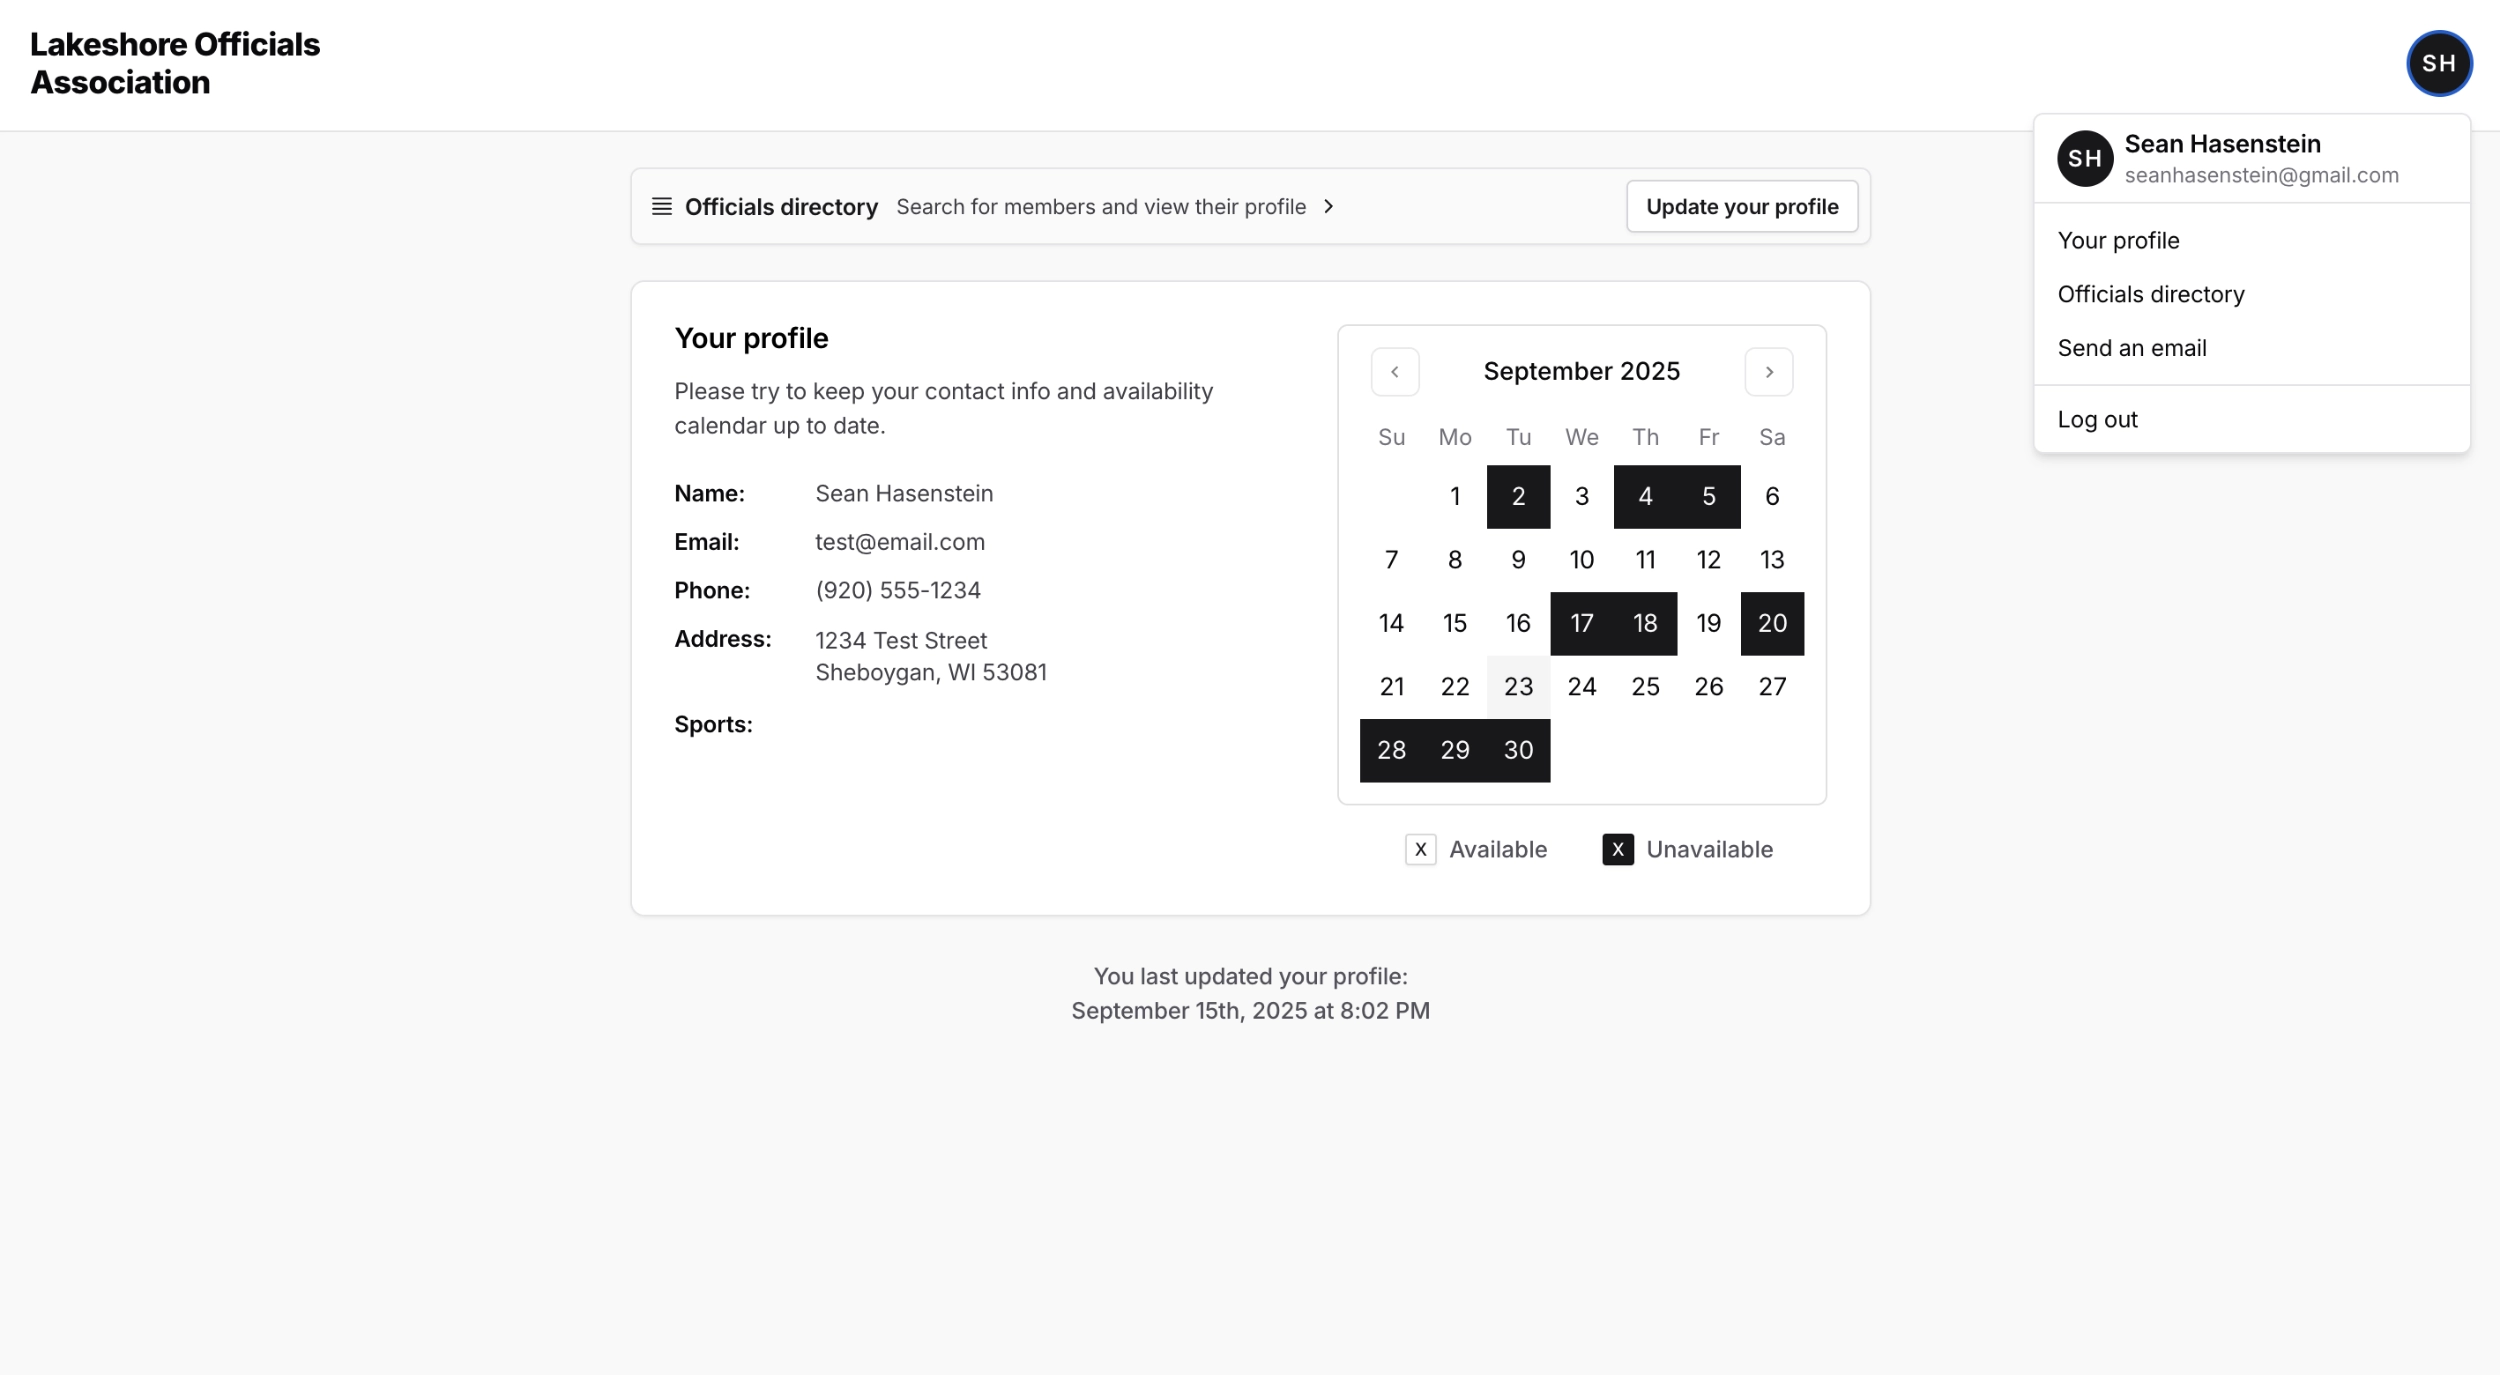 Lakeshore Officials
Association
SH
SH
Sean Hasenstein
seanhasenstein@gmail.com
Your profile
Officials directory
Send an email
Log out
Officials directory Search for members and view their profile
Update your profile
Your profile
Please try to keep your contact info and availability
calendar up to date.
Name: Sean Hasenstein
Email: test@email.com
Phone: (920) 555-1234
Address: 1234 Test Street
Sheboygan, WI 53081
Sports:
September 2025
Su Mo Tu We Th Fr Sa
1 2 3 4 5 6
7 8 9 10 11 12 13
14 15 16 17 18 19 20
21 22 23 24 25 26 27
28 29 30
X Available X Unavailable
You last updated your profile:
September 15th, 2025 at 8:02 PM